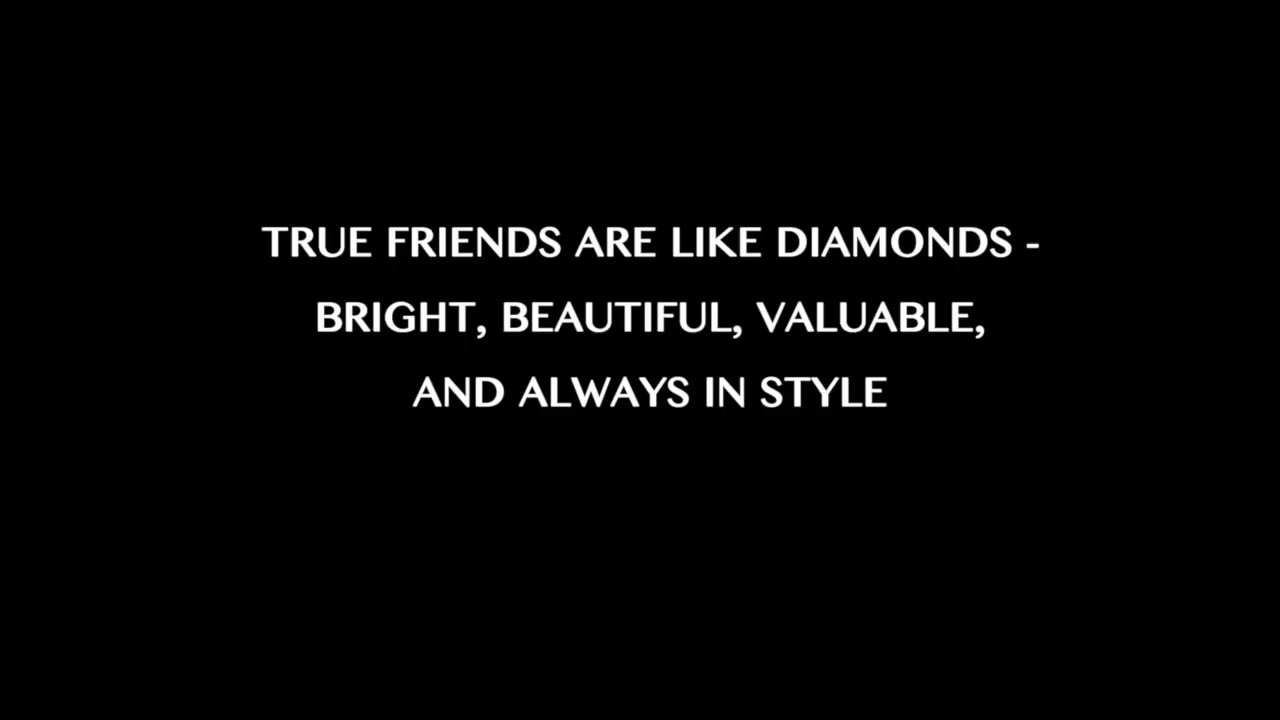 TRUE FRIENDS ARE LIKE DIAMONDS -
BRIGHT, BEAUTIFUL, VALUABLE,
AND ALWAYS IN STYLE